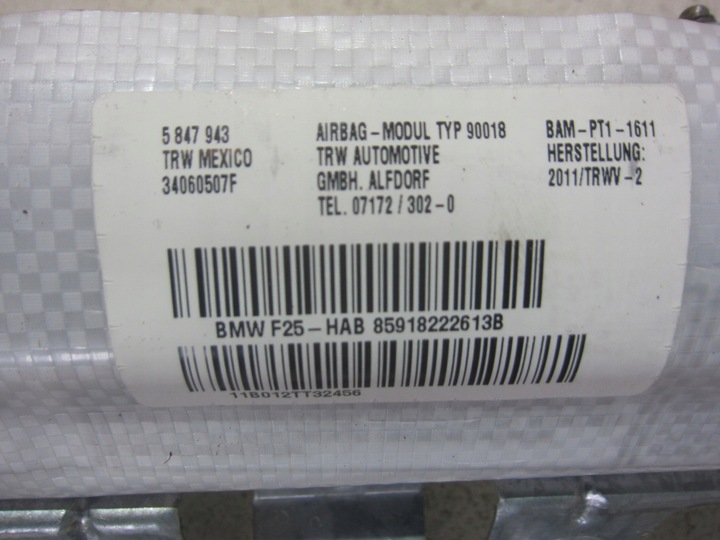 5 847 943
TRW MEXICO
34060507F
AIRBAG-MODUL TYP 90018
TRW AUTOMOTIVE
GMBH. ALFDORF
TEL. 07172 / 302-0
BAM-PT1-1611
HERSTELLUNG:
2011/TRWV-2
BMW F25-HAB 85918222613B
11B012TT32456